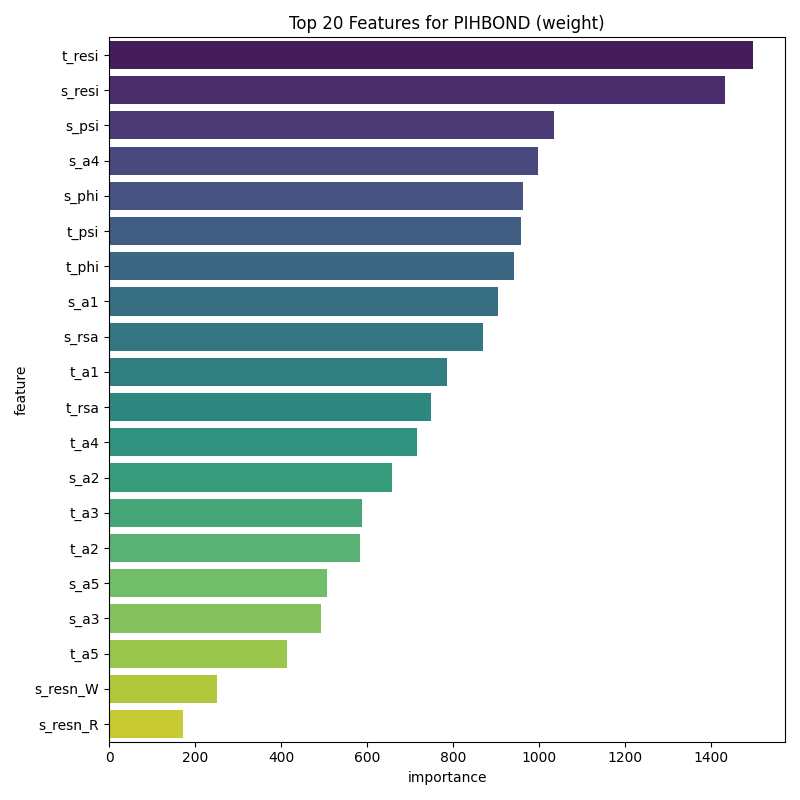 Top 20 Features for PIHBOND (weight)
t_resi
s_resi
s_psi
s_a4
s_phi
t_psi
t_phi
s_a1
s_rsa
t_a1
t_rsa
t_a4
s_a2
t_a3
t_a2
s_a5
s_a3
t_a5
s_resn_W
s_resn_R
feature
0 200 400 600 800 1000 1200 1400
importance